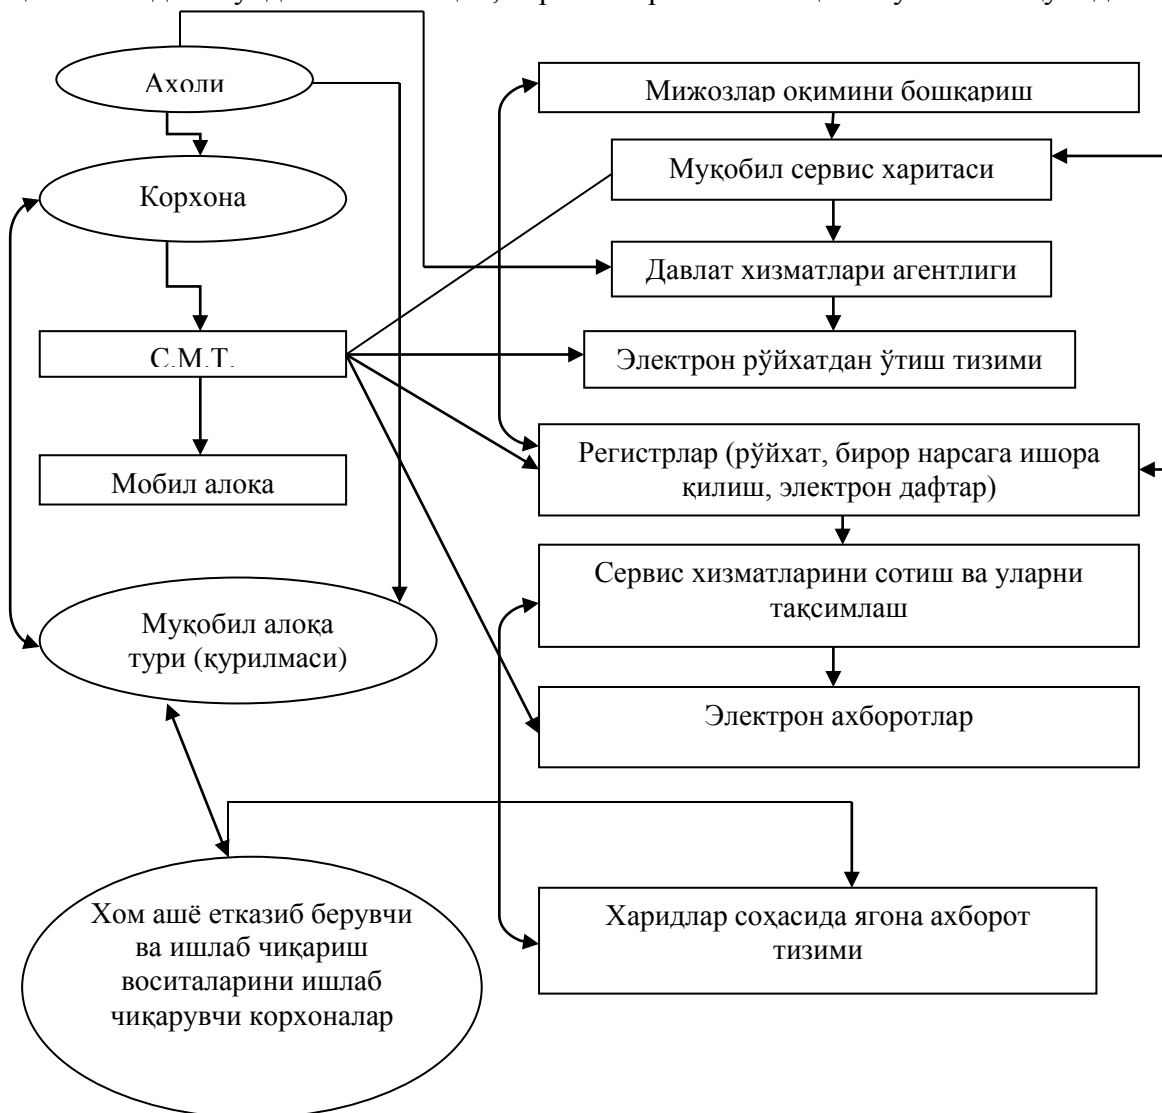 Аҳоли
Корхона
С.М.Т.
Мобил алоқа
Муқобил алоқа
тури (қурилмаси)
Хом ашё етказиб берувчи
ва ишлаб чиқариш
воситаларини ишлаб
чиқарувчи корхоналар
Мижозлар оқимини бошқариш
Муқобил сервис харитаси
Давлат хизматлари агентлиги
Электрон рўйхатдан ўтиш тизими
Регистрлар (рўйхат, бирор нарсага ишора
қилиш, электрон дафтар)
Сервис хизматларини сотиш ва уларни
тақсимлаш
Электрон ахборотлар
Харидлар соҳасида ягона ахборот
тизими